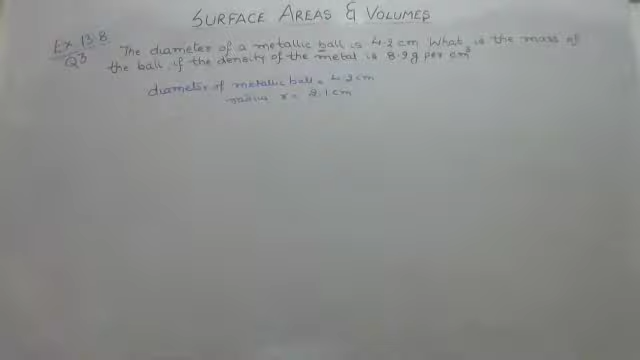 SURFACE AREAS & VOLUMES
Ex 13.8
Q3
The diameter of a metallic ball is 4.2 cm What is the mass of
the ball, if the density of the metal is 8.9g per cm³
diameter of metallic ball = 4.2 cm
radius r = 2.1 cm